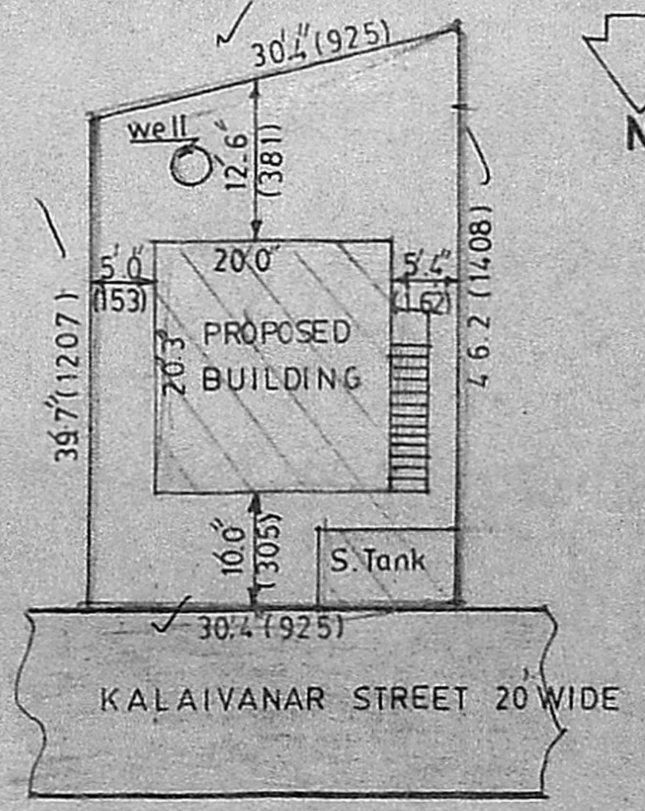 30'.4" (925)
well
12'.6"
(381)
5'.0"
(153)
20'.0"
5'.4"
(162)
39'.7" (1207)
46 2 (1408)
20'.3"
PROPOSED
BUILDING
10'.0"
(305)
S. Tank
30'.4" (925)
KALAIVANAR STREET 20' WIDE
N